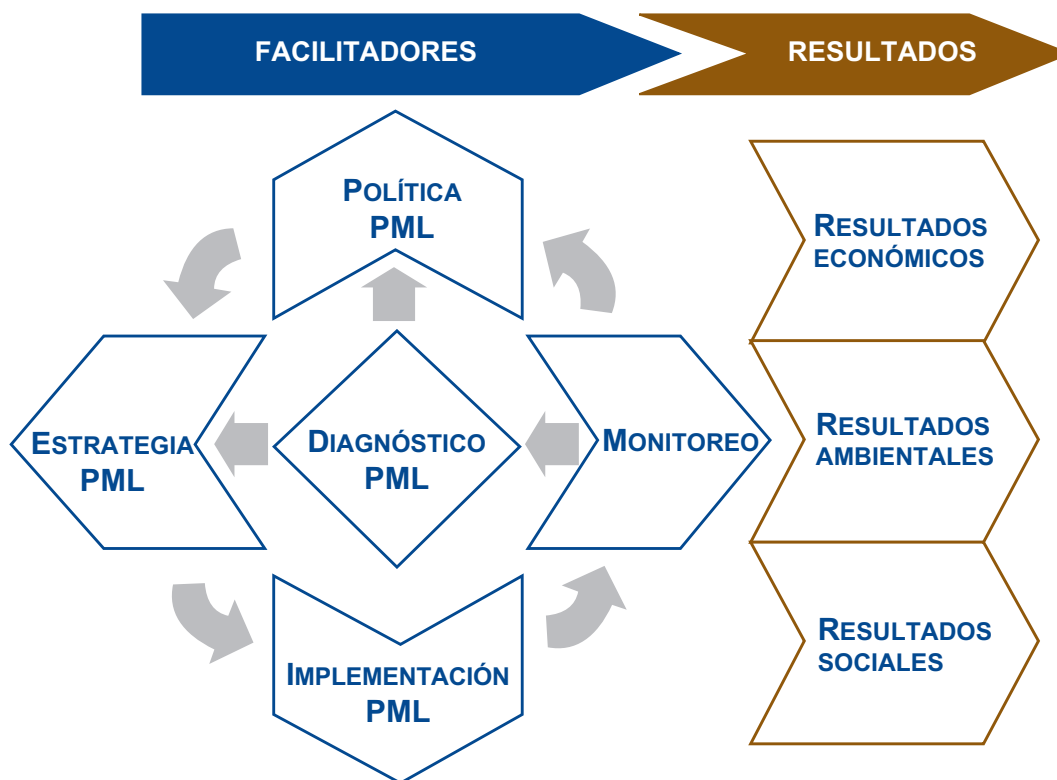 FACILITADORES
RESULTADOS
POLÍTICA
PML
ESTRATEGIA
PML
DIAGNÓSTICO
PML
MONITOREO
IMPLEMENTACIÓN
PML
RESULTADOS
ECONÓMICOS
RESULTADOS
AMBIENTALES
RESULTADOS
SOCIALES